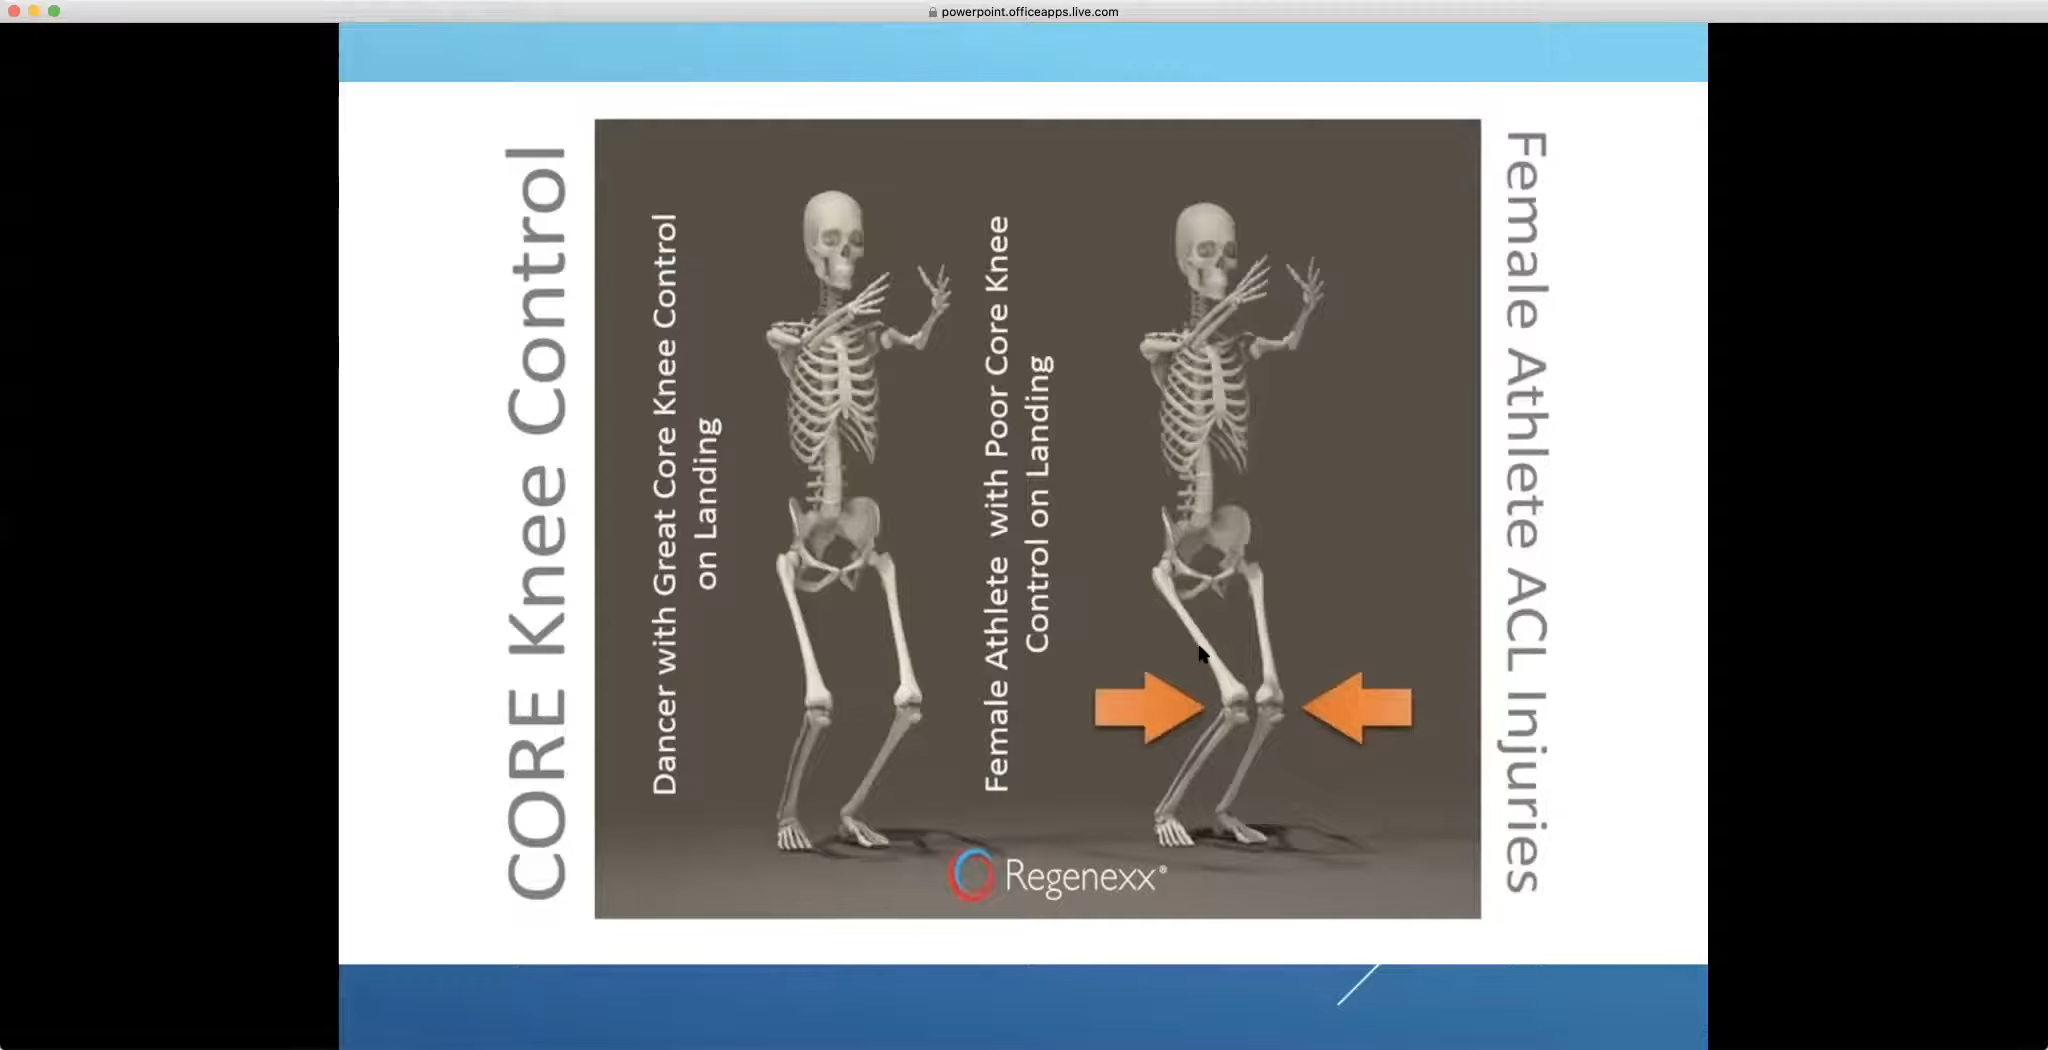 powerpoint.officeapps.live.com
CORE Knee Control
Dancer with Great Core Knee Control
on Landing
Female Athlete with Poor Core Knee
Control on Landing
Female Athlete ACL Injuries
Regenexx®